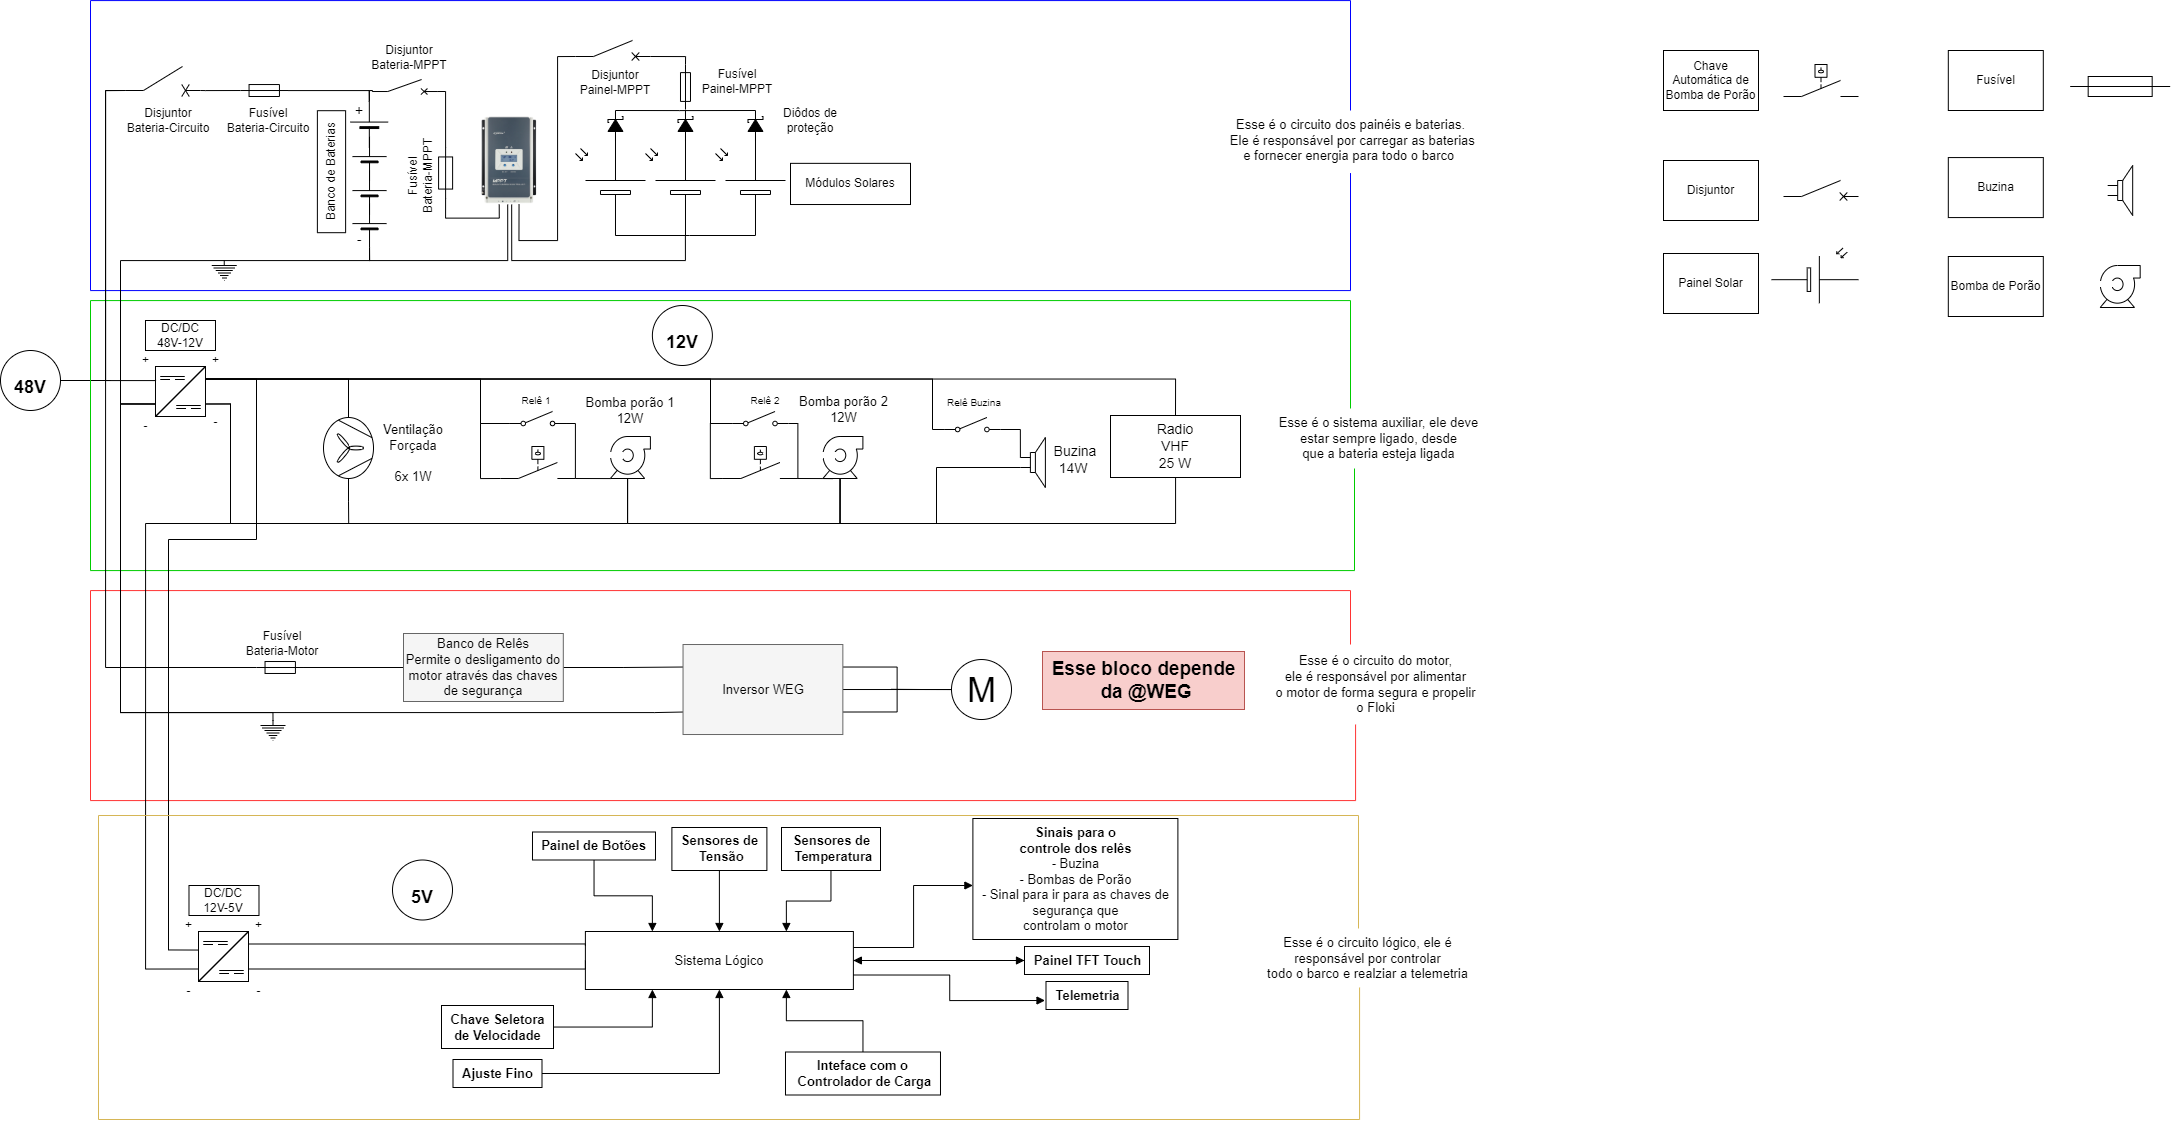 Disjuntor
Bateria-Circuito
Fusível
Bateria-Circuito
Disjuntor
Bateria-MPPT
Banco de Baterias
+
-
Fusível
Bateria-MPPT
MPPT
Disjuntor
Painel-MPPT
Fusível
Painel-MPPT
Diôdos de
proteção
Módulos Solares
Esse é o circuito dos painéis e baterias.
Ele é responsável por carregar as baterias
e fornecer energia para todo o barco
Chave
Automática de
Bomba de Porão
Fusível
Disjuntor
Buzina
Painel Solar
Bomba de Porão
48V
DC/DC
48V-12V
+
+
-
-
12V
Ventilação
Forçada
6x 1W
Relê 1
Bomba porão 1
12W
Relê 2
Bomba porão 2
12W
Relê Buzina
Buzina
14W
Radio
VHF
25 W
Esse é o sistema auxiliar, ele deve
estar sempre ligado, desde
que a bateria esteja ligada
Fusível
Bateria-Motor
Banco de Relês
Permite o desligamento do
motor através das chaves
de segurança
Inversor WEG
M
Esse bloco depende
da @WEG
Esse é o circuito do motor,
ele é responsável por alimentar
o motor de forma segura e propelir
o Floki
DC/DC
12V-5V
+
+
-
-
5V
Painel de Botões
Sensores de
Tensão
Sensores de
Temperatura
Sinais para o
controle dos relês
- Buzina
- Bombas de Porão
- Sinal para ir para as chaves de
segurança que
controlam o motor
Sistema Lógico
Painel TFT Touch
Telemetria
Chave Seletora
de Velocidade
Ajuste Fino
Inteface com o
Controlador de Carga
Esse é o circuito lógico, ele é
responsável por controlar
todo o barco e realziar a telemetria